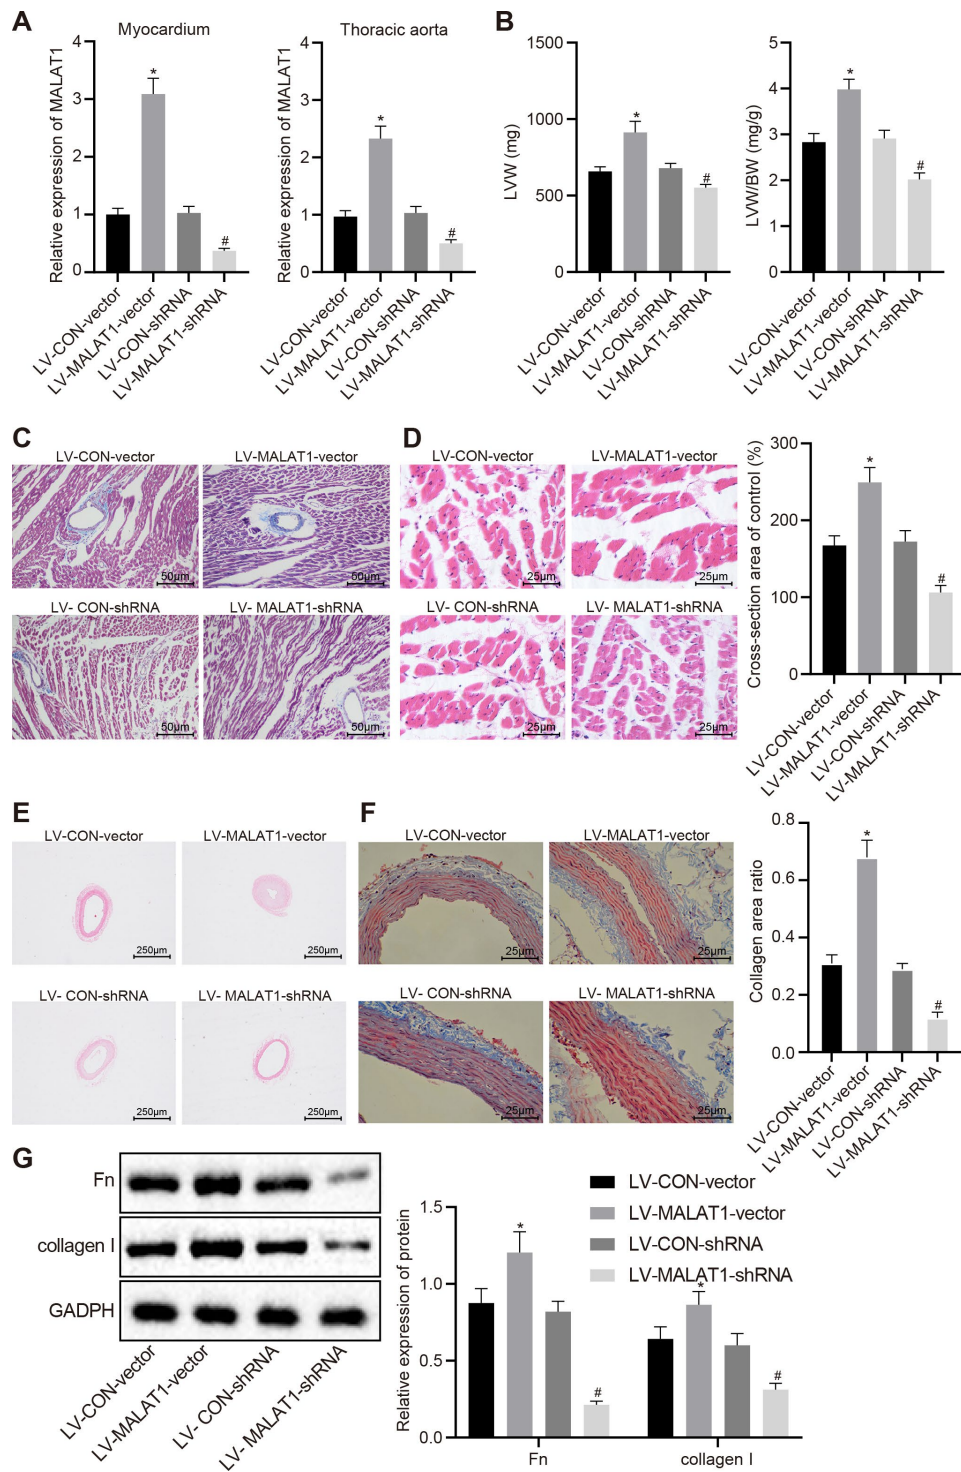 A
Myocardium
Thoracic aorta
Relative expression of MALAT1
4
3
2
1
0
*
#
LV-CON-vector
LV-MALAT1-vector
LV-CON-shRNA
LV-MALAT1-shRNA
Relative expression of MALAT1
4
3
2
1
0
*
#
LV-CON-vector
LV-MALAT1-vector
LV-CON-shRNA
LV-MALAT1-shRNA
B
LVW (mg)
1500
1000
500
0
*
#
LV-CON-vector
LV-MALAT1-vector
LV-CON-shRNA
LV-MALAT1-shRNA
LVW/BW (mg/g)
5
4
3
2
1
0
*
#
LV-CON-vector
LV-MALAT1-vector
LV-CON-shRNA
LV-MALAT1-shRNA
C
LV-CON-vector
LV-MALAT1-vector
50μm
50μm
LV- CON-shRNA
LV- MALAT1-shRNA
50μm
50μm
D
LV-CON-vector
LV-MALAT1-vector
25μm
25μm
LV- CON-shRNA
LV- MALAT1-shRNA
25μm
25μm
Cross-section area of control (%)
300
200
100
0
*
#
LV-CON-vector
LV-MALAT1-vector
LV-CON-shRNA
LV-MALAT1-shRNA
E
LV-CON-vector
LV-MALAT1-vector
250μm
250μm
LV- CON-shRNA
LV- MALAT1-shRNA
250μm
250μm
F
LV-CON-vector
LV-MALAT1-vector
25μm
25μm
LV- CON-shRNA
LV- MALAT1-shRNA
25μm
25μm
Collagen area ratio
0.8
0.6
0.4
0.2
0.0
*
#
LV-CON-vector
LV-MALAT1-vector
LV-CON-shRNA
LV-MALAT1-shRNA
G
Fn
collagen I
GADPH
LV-CON-vector
LV-MALAT1-vector
LV- CON-shRNA
LV- MALAT1-shRNA
Relative expression of protein
1.5
1.0
0.5
0.0
LV-CON-vector
LV-MALAT1-vector
LV-CON-shRNA
LV-MALAT1-shRNA
*
#
*
#
Fn
collagen I